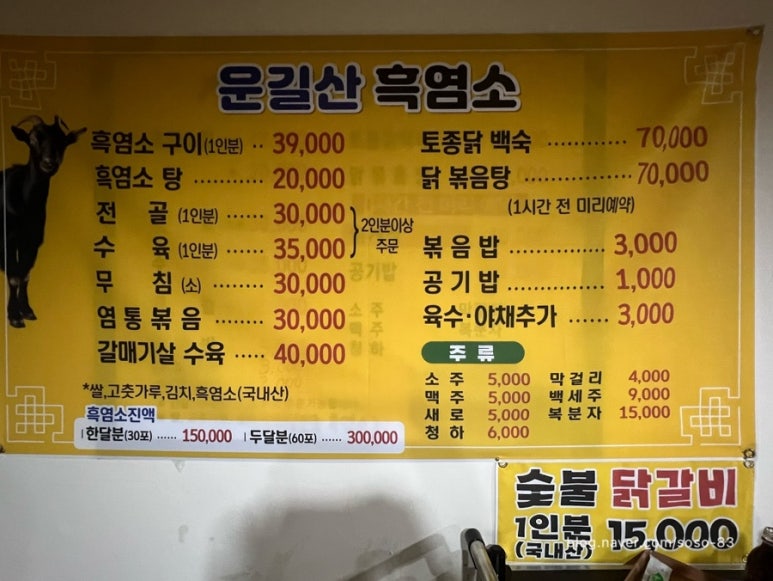 운길산 흑염소
흑염소 구이(1인분) ·· 39,000
흑염소 탕 ·········· 20,000
전 골 (1인분) ······ 30,000
수 육 (1인분) ······ 35,000
2인분이상
주문
무 침 (소) ········ 30,000
염통볶음 ········ 30,000
갈매기살 수육 ····· 40,000
*쌀,고춧가루,김치,흑염소(국내산)
흑염소진액
한달분(30포) ······ 150,000 두달분(60포) ······ 300,000
토종닭 백숙 ············ 70,000
닭 볶음탕 ·············· 70,000
(1시간 전 미리예약)
볶음밥 ·············· 3,000
공기밥 ·············· 1,000
육수·야채추가 ······ 3,000
주류
소주 5,000 막걸리 4,000
맥주 5,000 백세주 9,000
새로 5,000 복분자 15,000
청하 6,000
숯불 닭갈비
1인분 15,000
(국내산)
blog.naver.com/soso-83